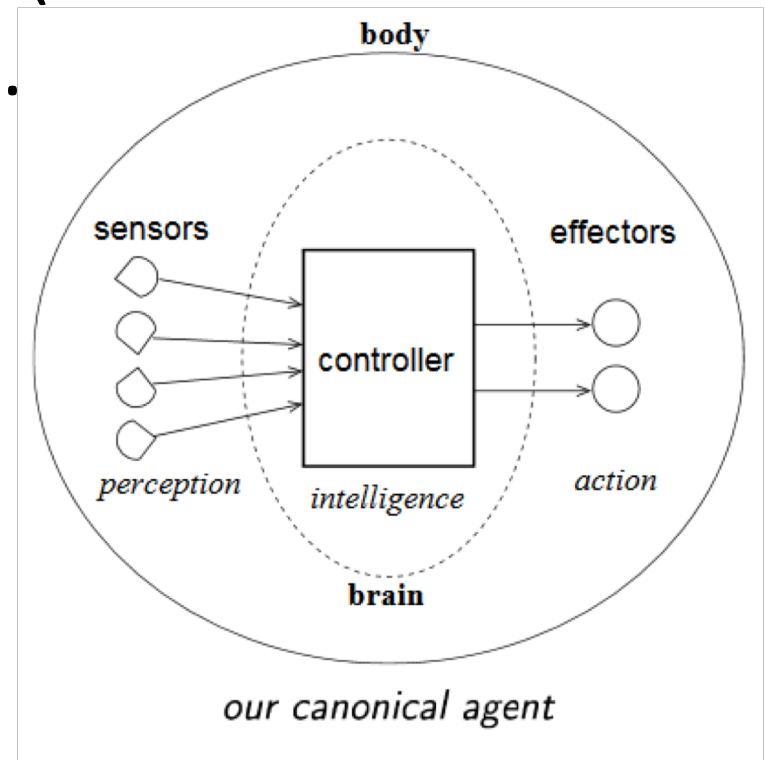 body
sensors
effectors
controller
perception
intelligence
action
brain
our canonical agent